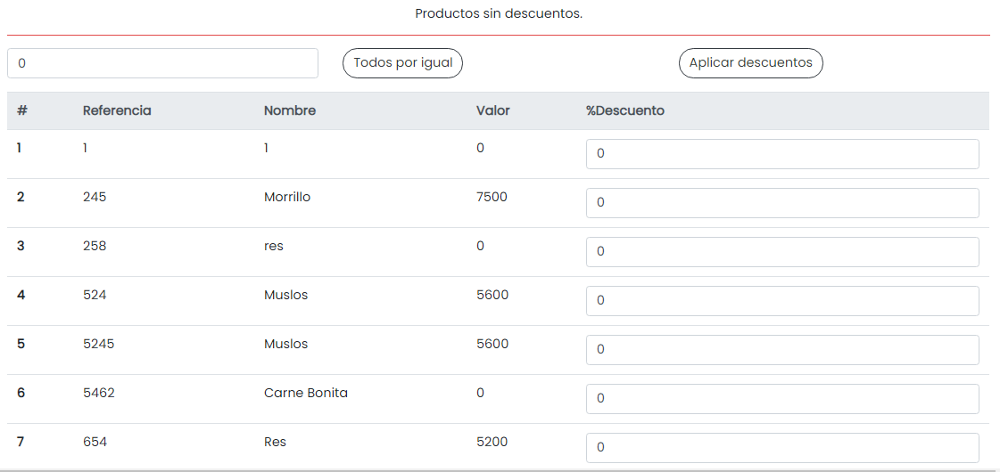 Productos sin descuentos.
0 Todos por igual Aplicar descuentos
# Referencia Nombre Valor %Descuento
1 1 1 0 0
2 245 Morrillo 7500 0
3 258 res 0 0
4 524 Muslos 5600 0
5 5245 Muslos 5600 0
6 5462 Carne Bonita 0 0
7 654 Res 5200 0